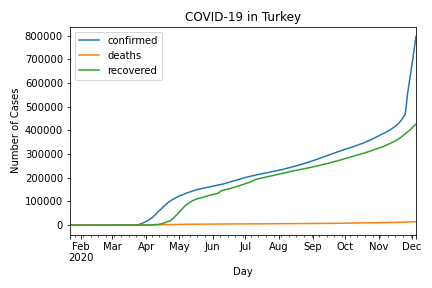 COVID-19 in Turkey
confirmed
deaths
recovered
Number of Cases
800000
700000
600000
500000
400000
300000
200000
100000
0
Feb Mar Apr May Jun Jul Aug Sep Oct Nov Dec
2020
Day